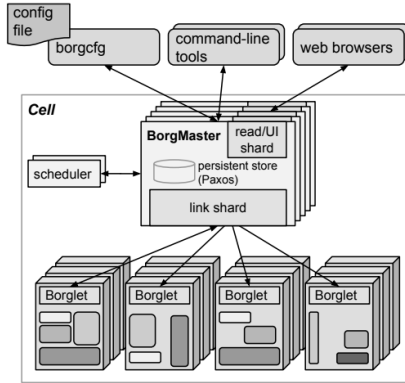 config
file
borgcfg
command-line
tools
web browsers
Cell
BorgMaster
read/UI
shard
persistent store
(Paxos)
scheduler
link shard
Borglet
Borglet
Borglet
Borglet